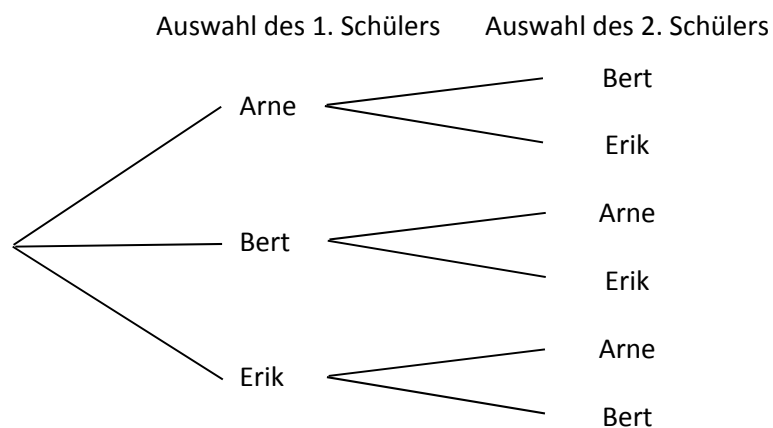 Auswahl des 1. Schülers Auswahl des 2. Schülers
Arne
Bert
Erik
Bert
Arne
Erik
Erik
Arne
Bert